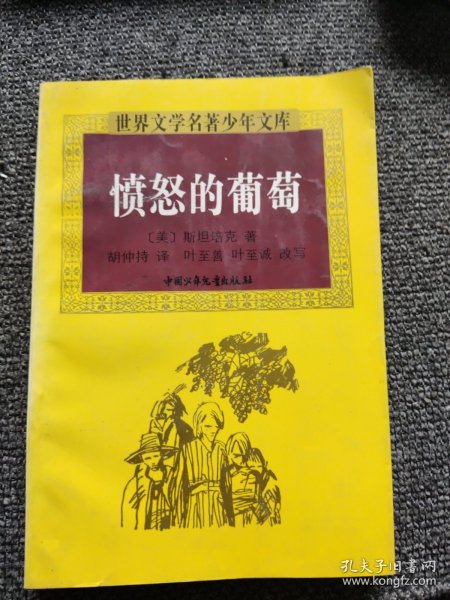 世界文学名著少年文库
愤怒的葡萄
〔美〕斯坦培克 著
胡仲持 译 叶至善 叶至诚 改写
中国少年儿童出版社
孔夫子旧书网
www.kongfz.com